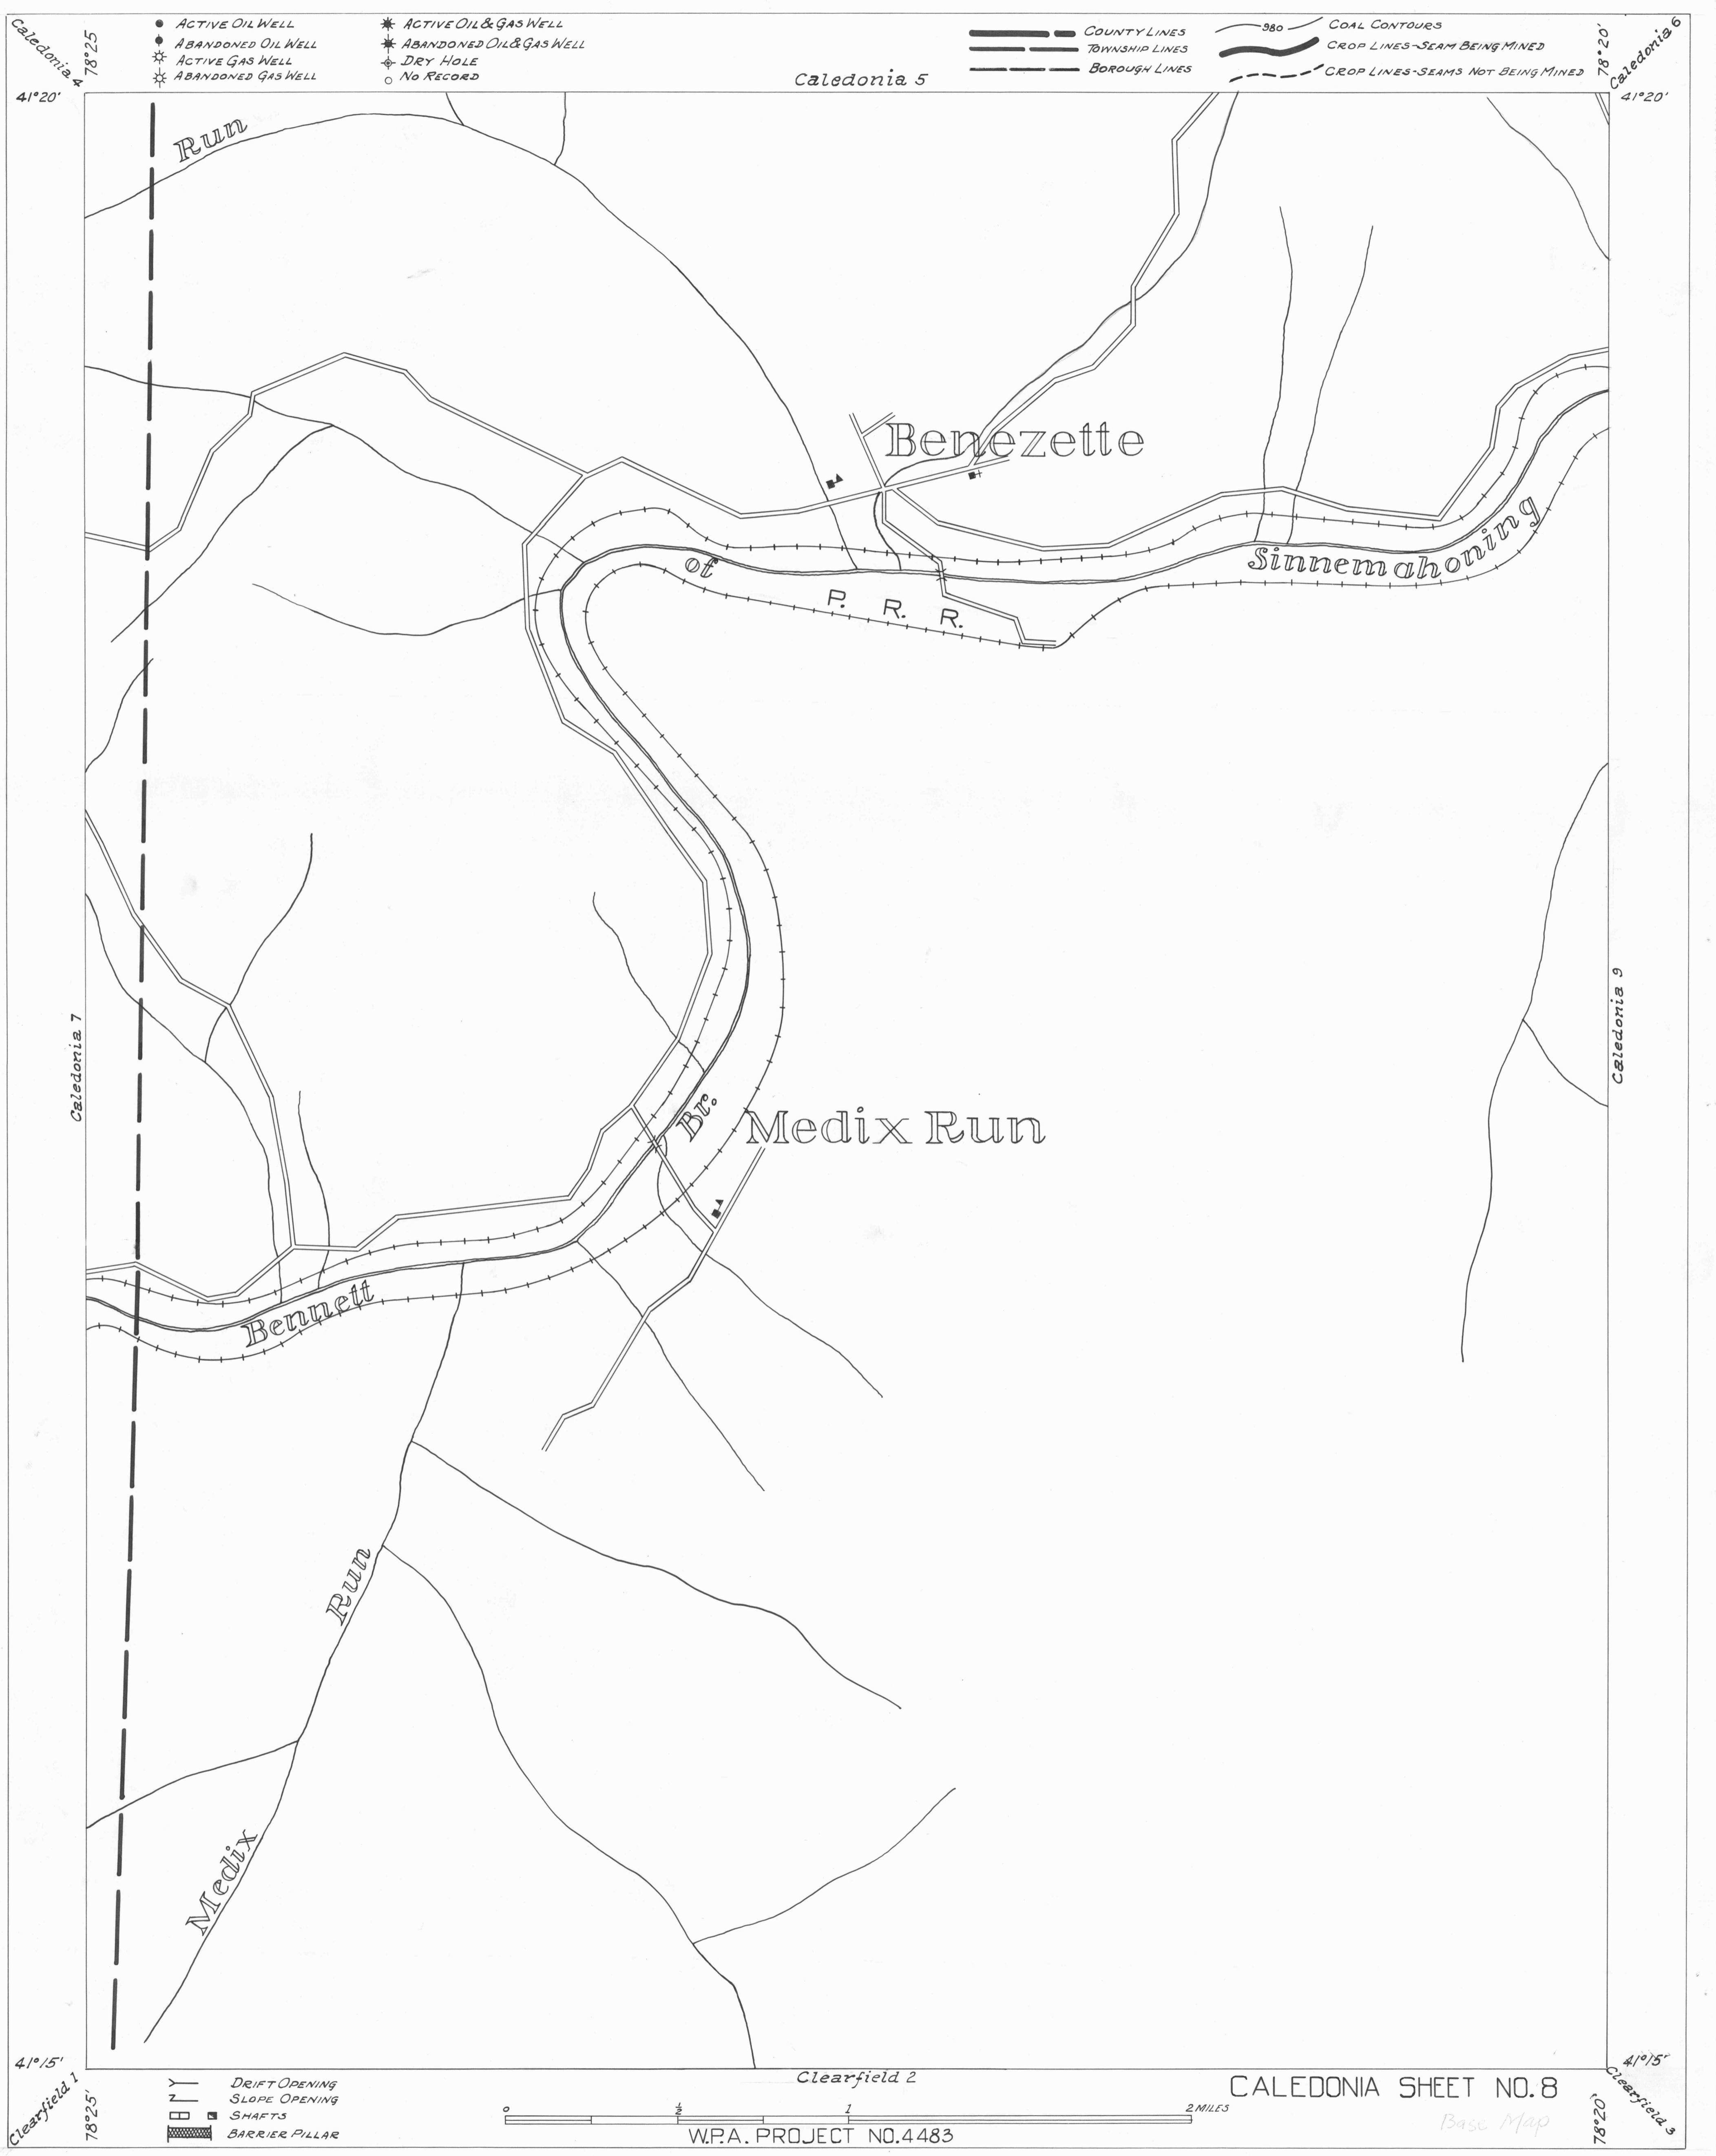 Caledonia 4
78°25
ACTIVE OIL WELL
ABANDONED OIL WELL
ACTIVE GAS WELL
ABANDONED GAS WELL
ACTIVE OIL & GAS WELL
ABANDONED OIL & GAS WELL
DRY HOLE
NO RECORD
Caledonia 5
COUNTY LINES
TOWNSHIP LINES
BOROUGH LINES
980
COAL CONTOURS
CROP LINES-SEAM BEING MINED
CROP LINES-SEAMS NOT BEING MINED
78°20'
Caledonia 6
41°20'
41°20'
Run
Benezette
Sinnemahoning
of
P. R. R.
Caledonia 7
Caledonia 9
Br.
Medix Run
Bennett
Run
Medix
41°15'
41°15'
Clearfield 1
78°25'
DRIFT OPENING
SLOPE OPENING
SHAFTS
BARRIER PILLAR
Clearfield 2
0 ½ 1 2 MILES
W.P.A. PROJECT NO. 4483
CALEDONIA SHEET NO. 8
Base Map
78°20'
Clearfield 3